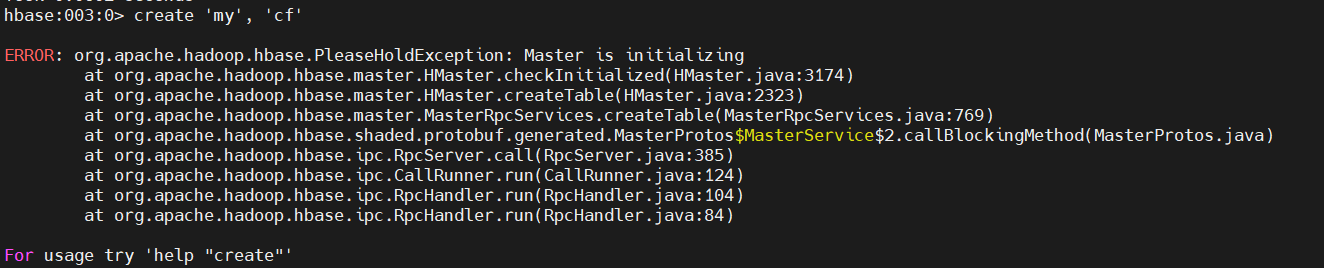 hbase:003:0> create 'my', 'cf'
ERROR: org.apache.hadoop.hbase.PleaseHoldException: Master is initializing
at org.apache.hadoop.hbase.master.HMaster.checkInitialized(HMaster.java:3174)
at org.apache.hadoop.hbase.master.HMaster.createTable(HMaster.java:2323)
at org.apache.hadoop.hbase.master.MasterRpcServices.createTable(MasterRpcServices.java:769)
at org.apache.hadoop.hbase.shaded.protobuf.generated.MasterProtos$MasterService$2.callBlockingMethod(MasterProtos.java)
at org.apache.hadoop.hbase.ipc.RpcServer.call(RpcServer.java:385)
at org.apache.hadoop.hbase.ipc.CallRunner.run(CallRunner.java:124)
at org.apache.hadoop.hbase.ipc.RpcHandler.run(RpcHandler.java:104)
at org.apache.hadoop.hbase.ipc.RpcHandler.run(RpcHandler.java:84)
For usage try 'help "create"'